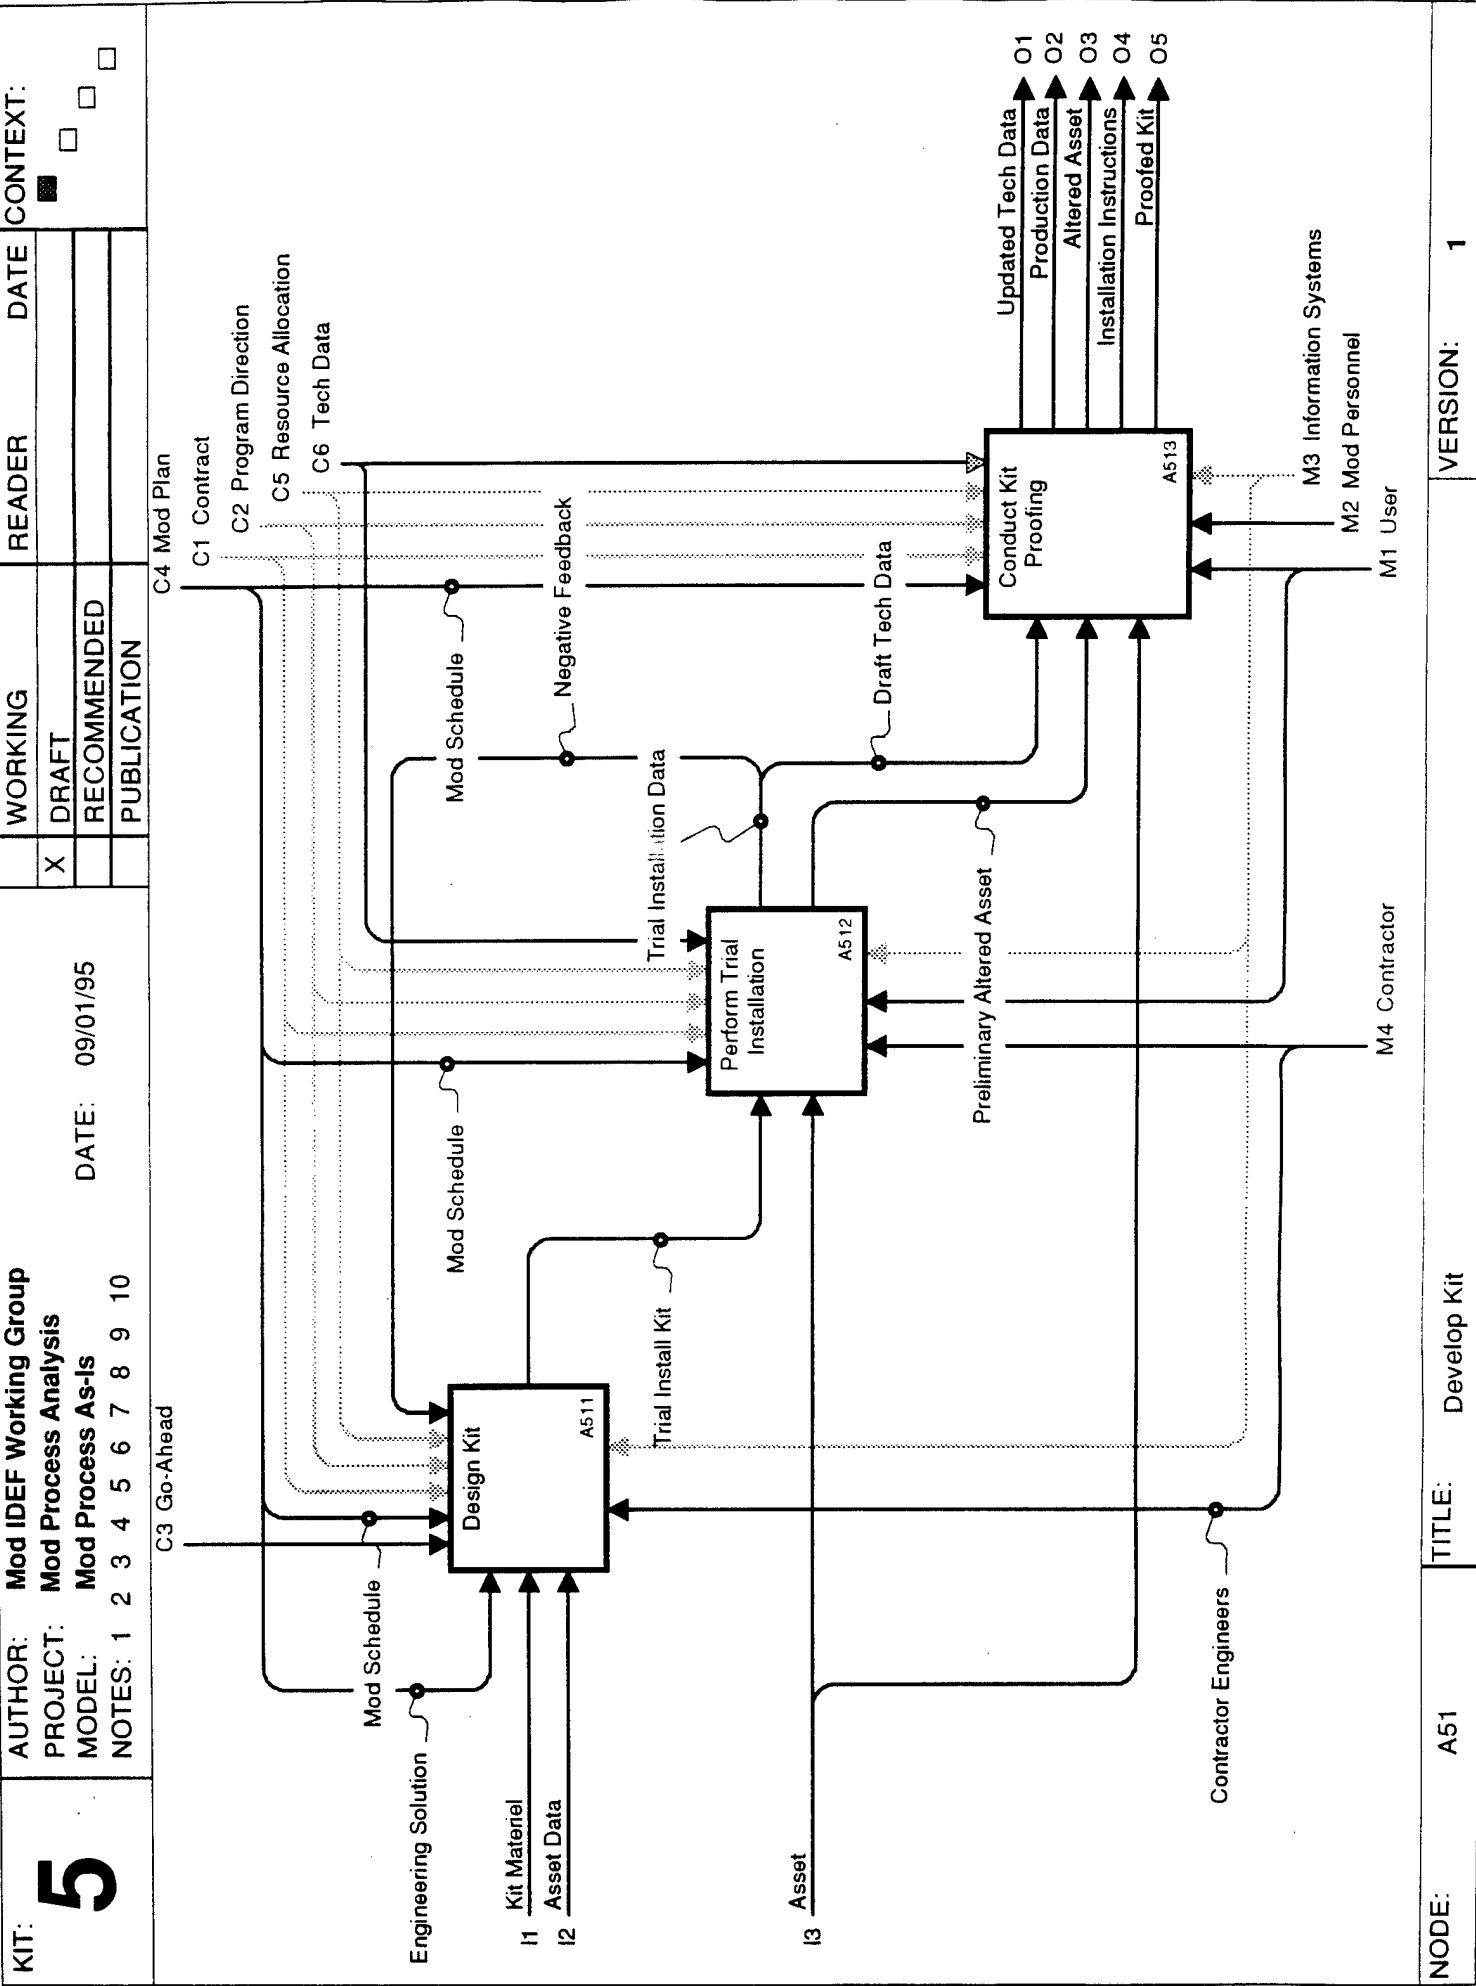 KIT:
5
AUTHOR: Mod IDEF Working Group
PROJECT: Mod Process Analysis
MODEL: Mod Process As-Is
NOTES: 1 2 3 4 5 6 7 8 9 10
DATE: 09/01/95
WORKING
X DRAFT
RECOMMENDED
PUBLICATION
READER DATE
CONTEXT:
C3 Go-Ahead
C4 Mod Plan
C1 Contract
C2 Program Direction
C5 Resource Allocation
C6 Tech Data
Mod Schedule
Engineering Solution
I1 Kit Materiel
I2 Asset Data
Design Kit
A511
Mod Schedule
Trial Install Kit
Mod Schedule
Negative Feedback
Trial Installation Data
Perform Trial
Installation
A512
Draft Tech Data
Preliminary Altered Asset
Conduct Kit
Proofing
A513
Updated Tech Data O1
Production Data O2
Altered Asset O3
Installation Instructions O4
Proofed Kit O5
I3 Asset
Contractor Engineers
M4 Contractor
M3 Information Systems
M2 Mod Personnel
M1 User
NODE: A51
TITLE: Develop Kit
VERSION: 1